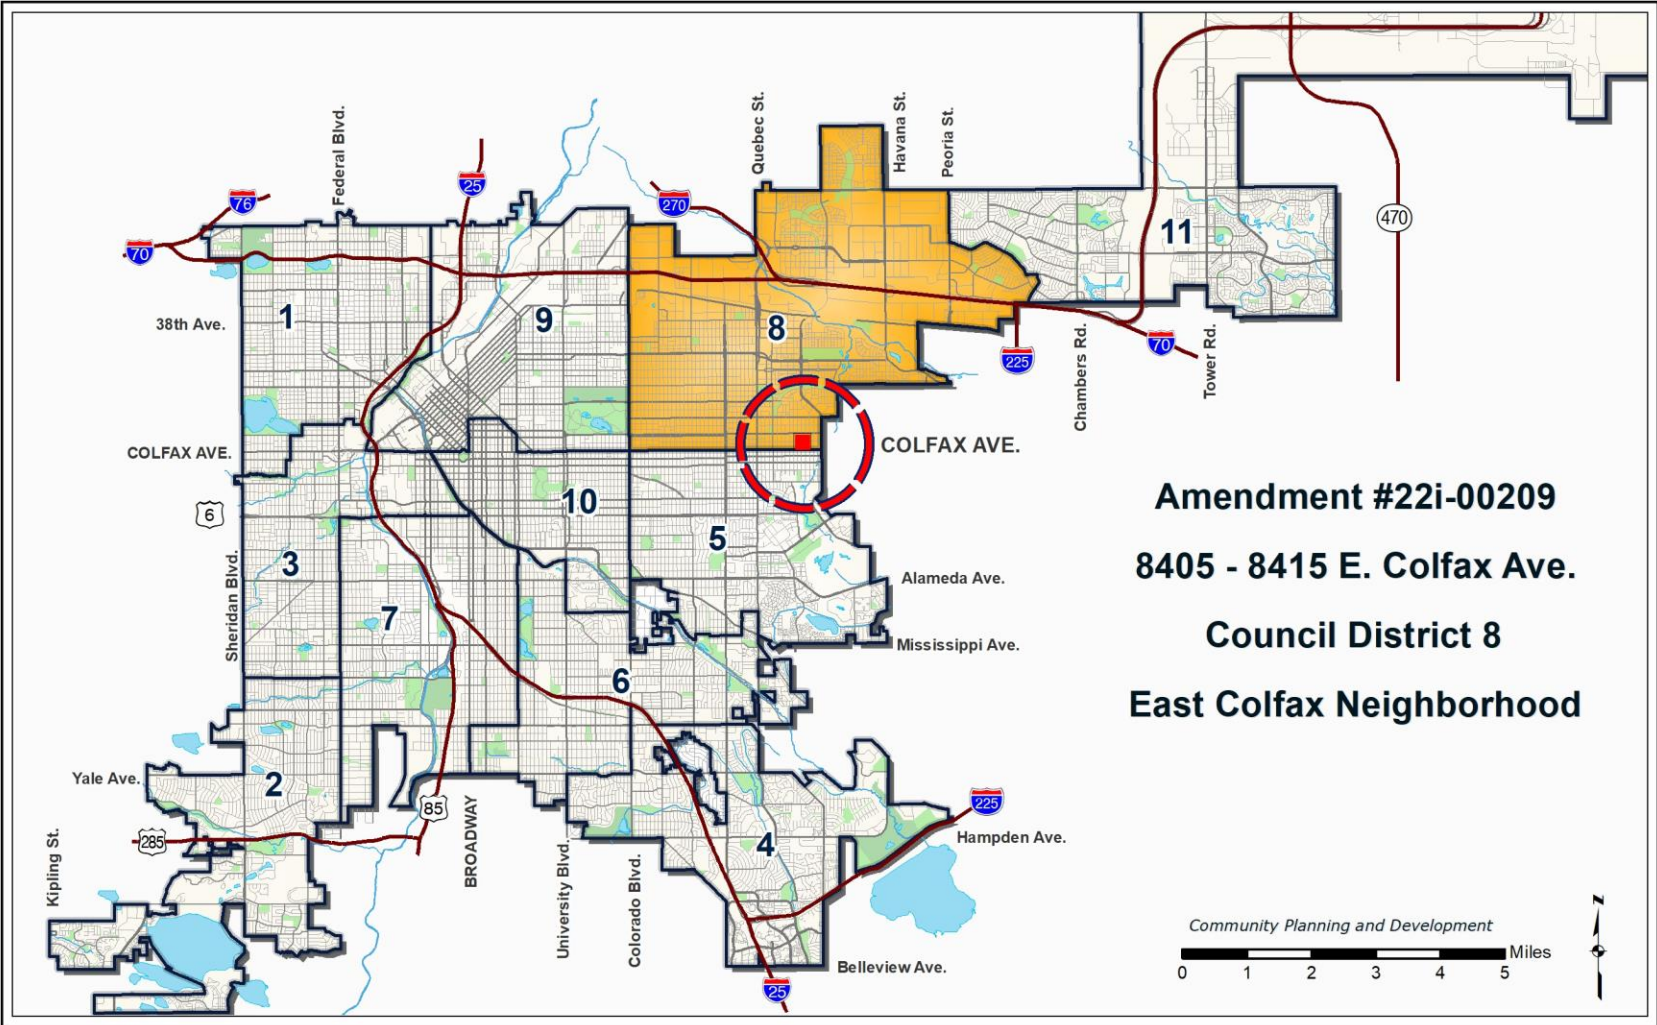 Federal Blvd.
Quebec St.
Havana St.
Peoria St.
76
25
270
70
470
11
1
9
8
38th Ave.
225
70
Chambers Rd.
Tower Rd.
COLFAX AVE.
COLFAX AVE.
6
10
5
3
7
Sheridan Blvd.
Alameda Ave.
Mississippi Ave.
6
Yale Ave.
2
85
285
BROADWAY
Kipling St.
University Blvd.
Colorado Blvd.
4
225
Hampden Ave.
Belleview Ave.
25
Amendment #22i-00209
8405 - 8415 E. Colfax Ave.
Council District 8
East Colfax Neighborhood
Community Planning and Development
Miles
0 1 2 3 4 5
N